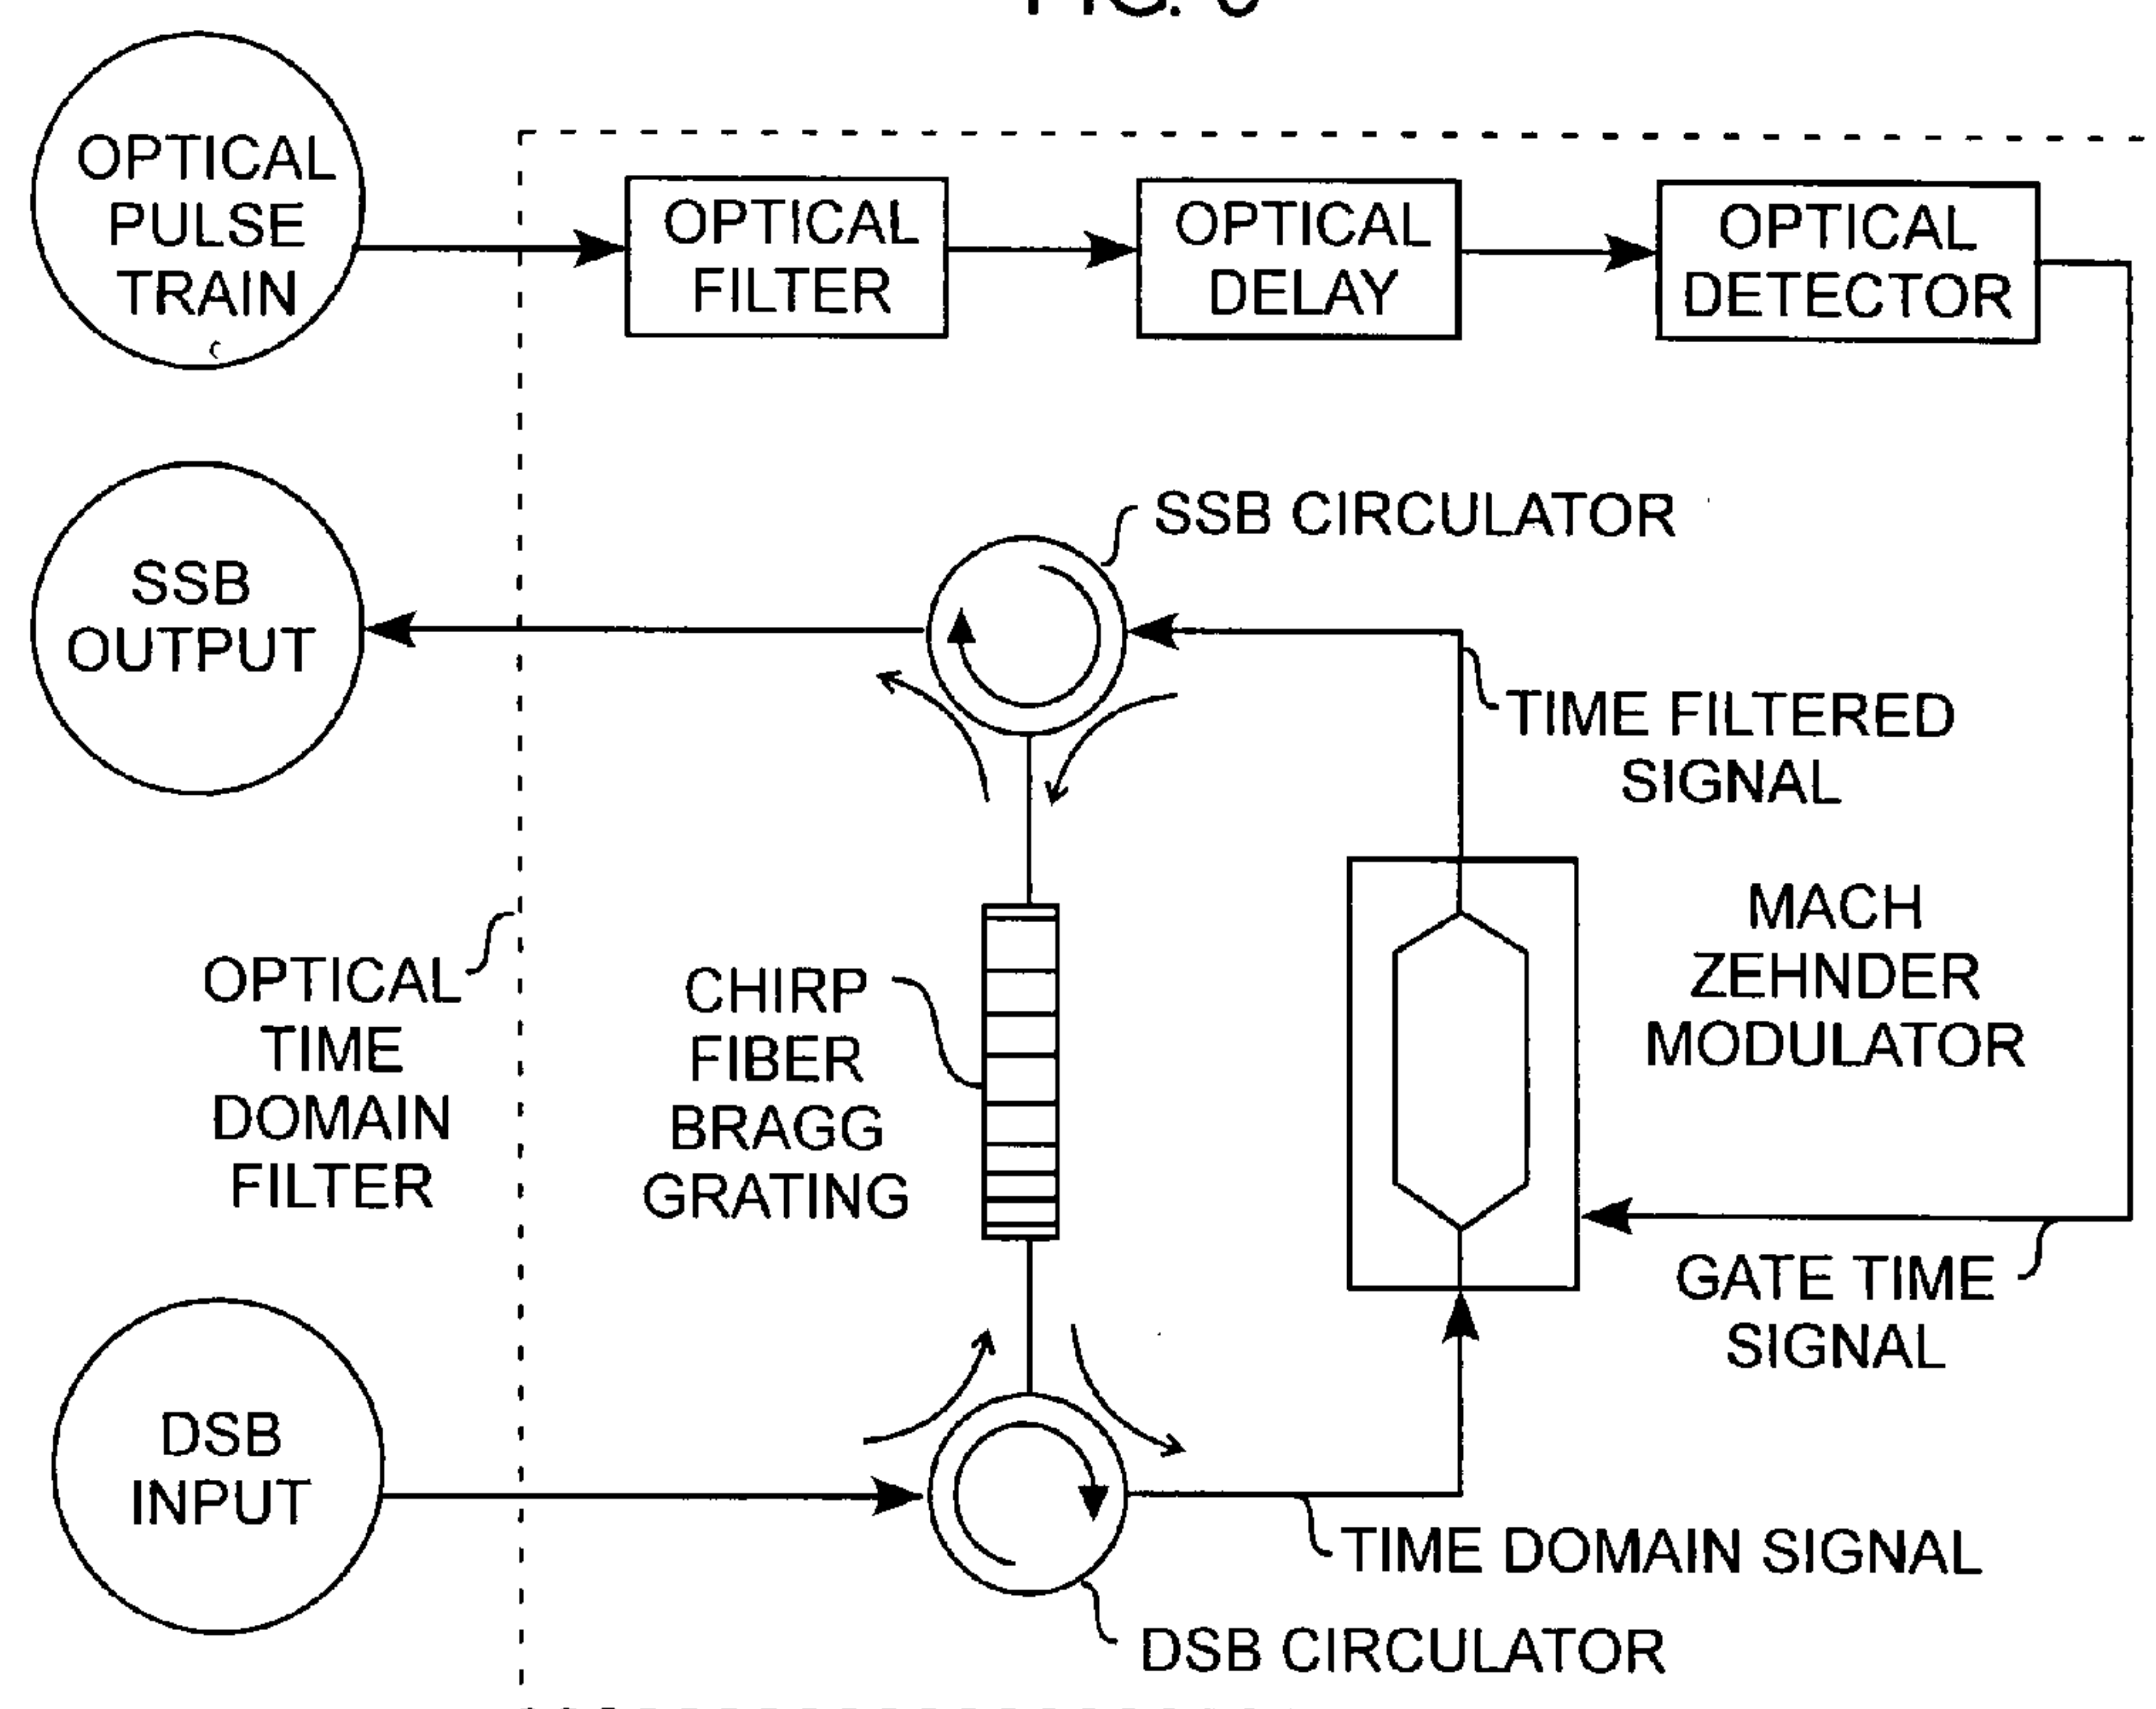 OPTICAL
PULSE
TRAIN
OPTICAL
FILTER
OPTICAL
DELAY
OPTICAL
DETECTOR
SSB CIRCULATOR
SSB
OUTPUT
TIME FILTERED
SIGNAL
MACH
ZEHNDER
MODULATOR
OPTICAL
TIME
DOMAIN
FILTER
CHIRP
FIBER
BRAGG
GRATING
GATE TIME
SIGNAL
DSB
INPUT
TIME DOMAIN SIGNAL
DSB CIRCULATOR